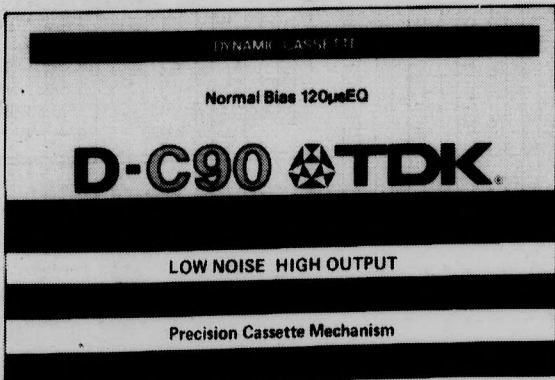 DYNAMIC CASSETTE
Normal Bias 120µsEQ
D-C90 TDK®
LOW NOISE HIGH OUTPUT
Precision Cassette Mechanism